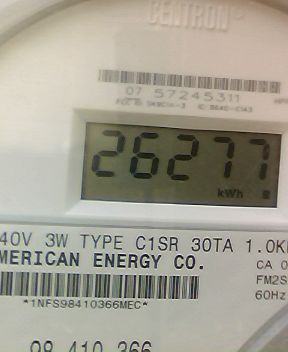 CENTRON
07 57245311
26277
kWh
40V 3W TYPE C1SR 30TA 1.0K
MERICAN ENERGY CO.
CA 0
FM2S
60Hz
*1NFS98410366MEC*
98 410 366